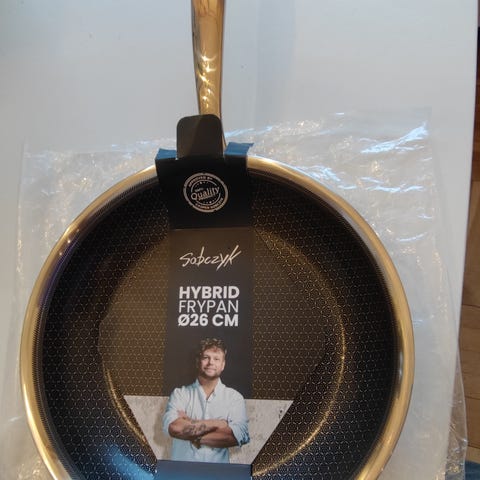 Quality
Sobczyk
HYBRID
FRYPAN
Ø26 CM